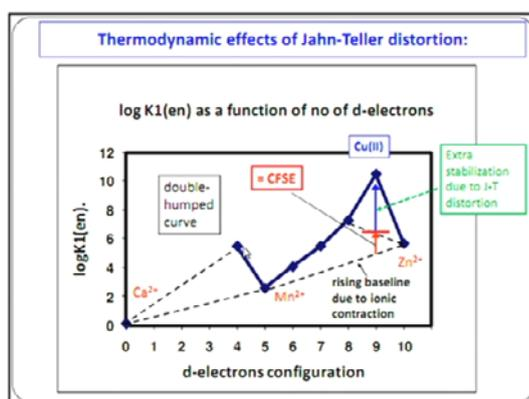 Thermodynamic effects of Jahn-Teller distortion:
log K1(en) as a function of no of d-electrons
Cu(II)
Extra
stabilization
due to J-T
distortion
= CFSE
double-
humped
curve
logK1(en).
12
10
8
6
4
2
0
Ca²⁺
Mn²⁺
Zn²⁺
rising baseline
due to ionic
contraction
0 1 2 3 4 5 6 7 8 9 10
d-electrons configuration